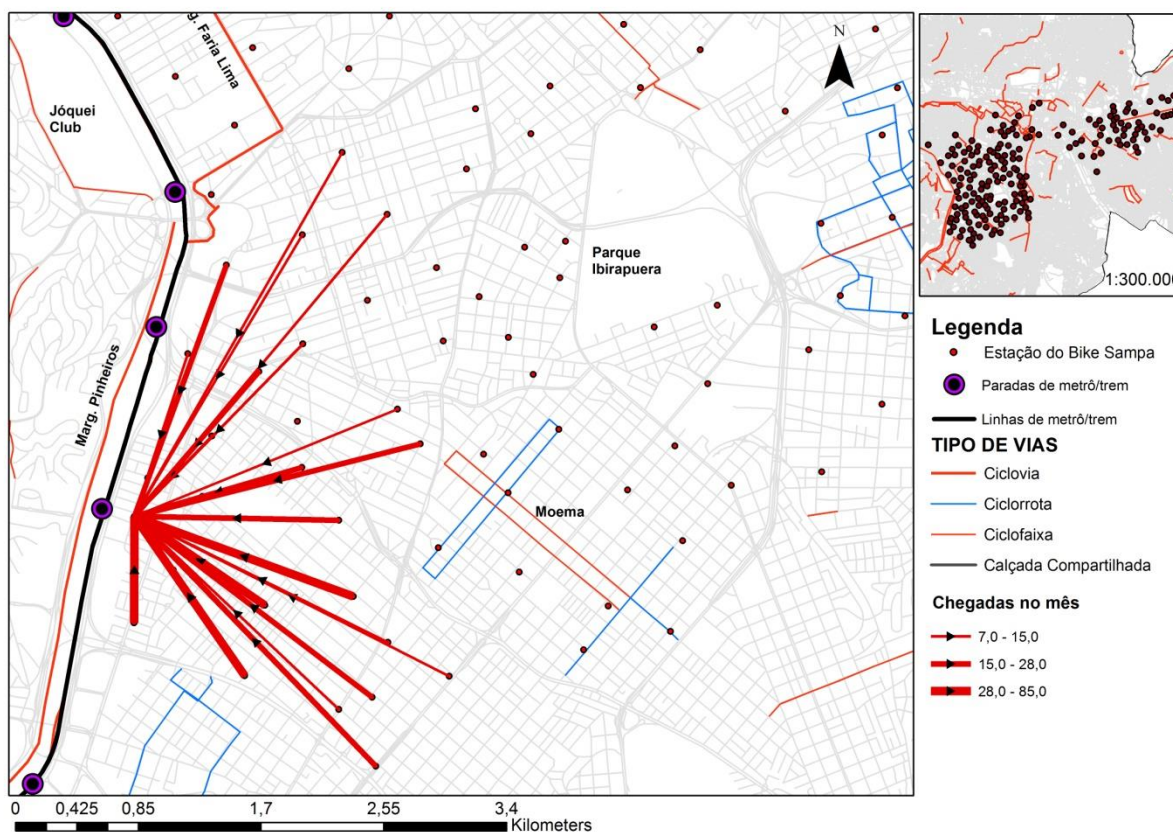 Marg. Faria Lima
N
Jóquei
Club
Parque
Ibirapuera
Marg. Pinheiros
Moema
0 0,425 0,85 1,7 2,55 3,4
Kilometers
1:300.000
Legenda
Estação do Bike Sampa
Paradas de metrô/trem
Linhas de metrô/trem
TIPO DE VIAS
Ciclovia
Ciclorrota
Ciclofaixa
Calçada Compartilhada
Chegadas no mês
7,0 - 15,0
15,0 - 28,0
28,0 - 85,0